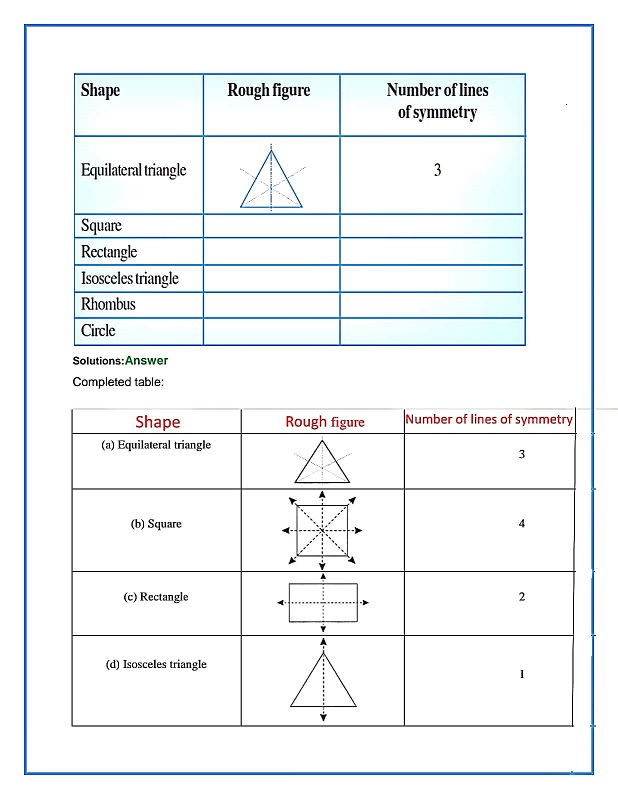 Shape Rough figure Number of lines
of symmetry
Equilateral triangle 3
Square
Rectangle
Isosceles triangle
Rhombus
Circle
Solutions:Answer
Completed table:
Shape Rough figure Number of lines of symmetry
(a) Equilateral triangle 3
(b) Square 4
(c) Rectangle 2
(d) Isosceles triangle 1